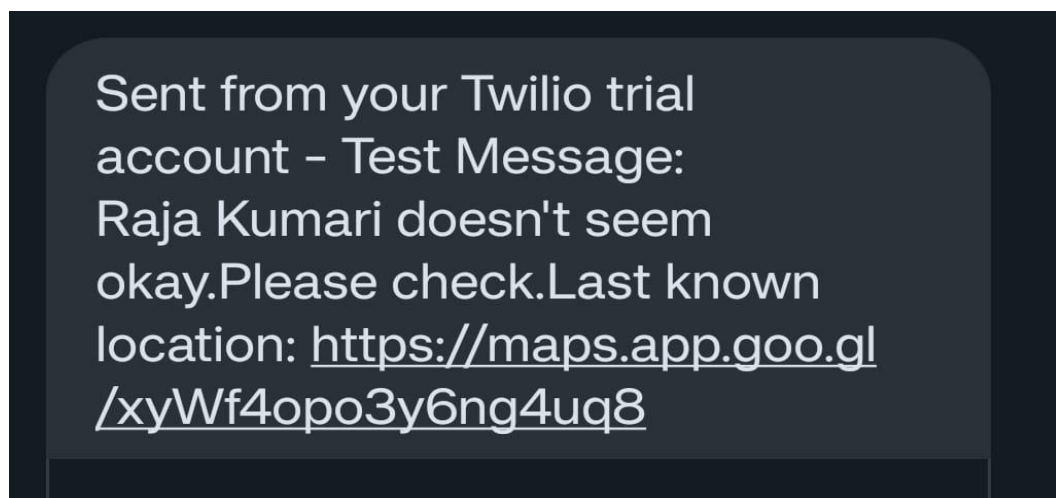 Sent from your Twilio trial
account - Test Message:
Raja Kumari doesn't seem
okay.Please check.Last known
location: https://maps.app.goo.gl
/xyWf4opo3y6ng4uq8